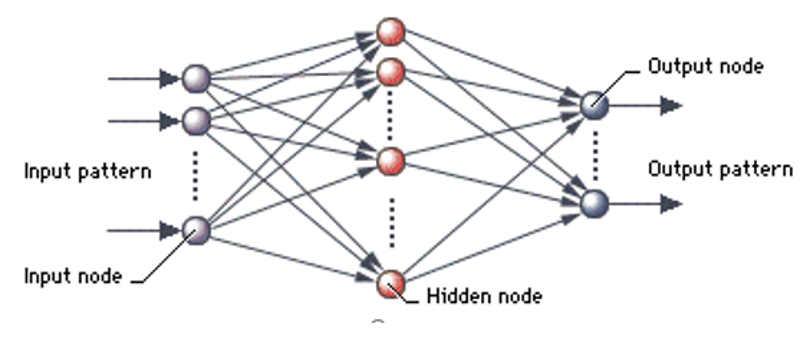 Output node
Input pattern
Output pattern
Input node
Hidden node